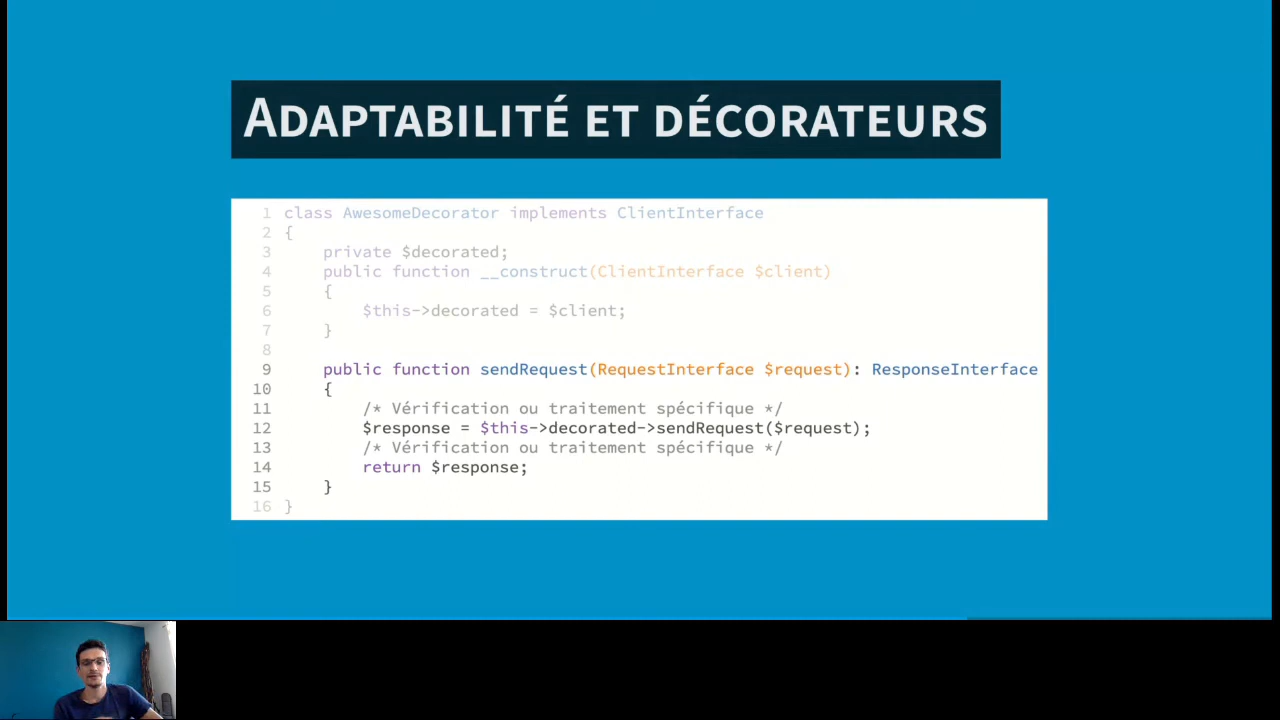 ADAPTABILITÉ ET DÉCORATEURS
1 class AwesomeDecorator implements ClientInterface
2 {
3     private $decorated;
4     public function __construct(ClientInterface $client)
5     {
6         $this->decorated = $client;
7     }
8
9     public function sendRequest(RequestInterface $request): ResponseInterface
10     {
11         /* Vérification ou traitement spécifique */
12         $response = $this->decorated->sendRequest($request);
13         /* Vérification ou traitement spécifique */
14         return $response;
15     }
16 }